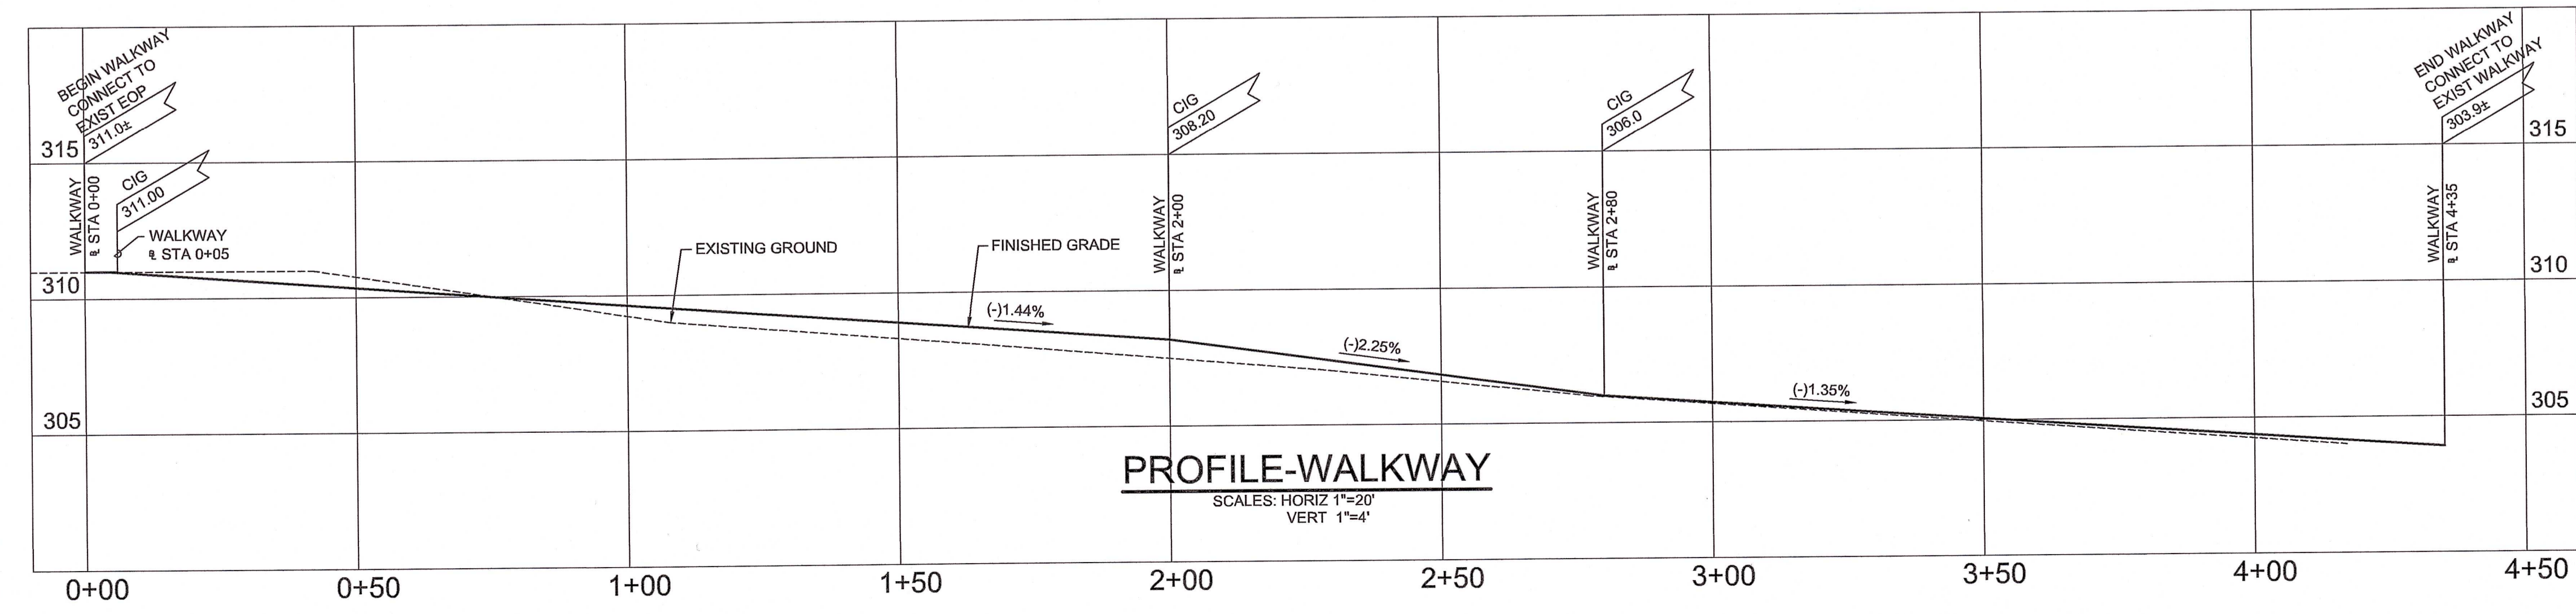 BEGIN WALKWAY
CONNECT TO
EXIST EOP
311.0±
CIG
308.20
CIG
306.0
END WALKWAY
CONNECT TO
EXIST WALKWAY
303.9±
315
315
CIG
311.00
WALKWAY
℄ STA 0+00
WALKWAY
℄ STA 0+05
WALKWAY
℄ STA 2+00
WALKWAY
℄ STA 2+80
WALKWAY
℄ STA 4+35
EXISTING GROUND
FINISHED GRADE
310
310
(-)1.44%
(-)2.25%
(-)1.35%
305
305
PROFILE-WALKWAY
SCALES: HORIZ 1"=20'
VERT 1"=4'
0+00 0+50 1+00 1+50 2+00 2+50 3+00 3+50 4+00 4+50